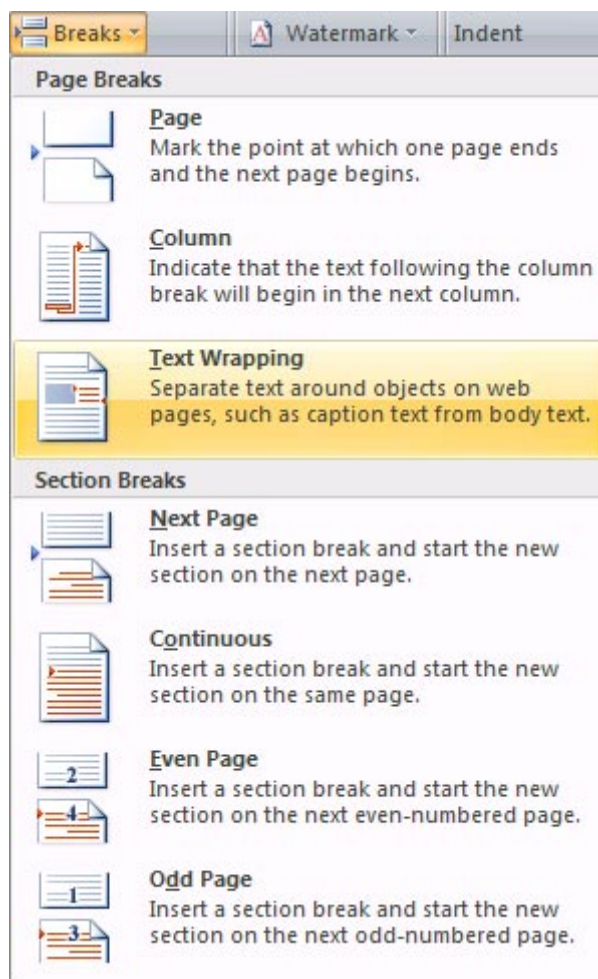 Breaks Watermark Indent
Page Breaks
Page
Mark the point at which one page ends
and the next page begins.
Column
Indicate that the text following the column
break will begin in the next column.
Text Wrapping
Separate text around objects on web
pages, such as caption text from body text.
Section Breaks
Next Page
Insert a section break and start the new
section on the next page.
Continuous
Insert a section break and start the new
section on the same page.
2
Even Page
Insert a section break and start the new
4
section on the next even-numbered page.
1
Odd Page
Insert a section break and start the new
3
section on the next odd-numbered page.